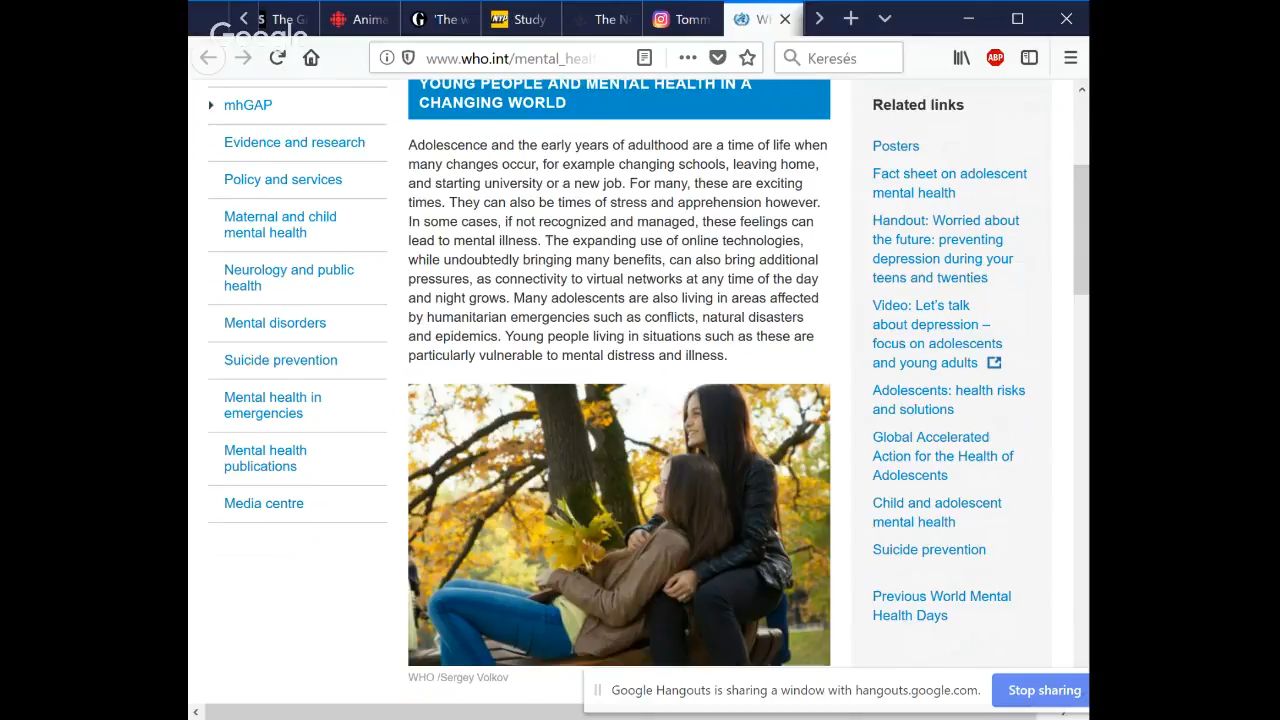 The G
Anima
'The w
NTP Study
The N
Tomm
Wi
Google
www.who.int/mental_heal
Keresés
ABP
mhGAP
Evidence and research
Policy and services
Maternal and child
mental health
Neurology and public
health
Mental disorders
Suicide prevention
Mental health in
emergencies
Mental health
publications
Media centre
YOUNG PEOPLE AND MENTAL HEALTH IN A
CHANGING WORLD
Adolescence and the early years of adulthood are a time of life when
many changes occur, for example changing schools, leaving home,
and starting university or a new job. For many, these are exciting
times. They can also be times of stress and apprehension however.
In some cases, if not recognized and managed, these feelings can
lead to mental illness. The expanding use of online technologies,
while undoubtedly bringing many benefits, can also bring additional
pressures, as connectivity to virtual networks at any time of the day
and night grows. Many adolescents are also living in areas affected
by humanitarian emergencies such as conflicts, natural disasters
and epidemics. Young people living in situations such as these are
particularly vulnerable to mental distress and illness.
WHO /Sergey Volkov
Related links
Posters
Fact sheet on adolescent
mental health
Handout: Worried about
the future: preventing
depression during your
teens and twenties
Video: Let’s talk
about depression –
focus on adolescents
and young adults
Adolescents: health risks
and solutions
Global Accelerated
Action for the Health of
Adolescents
Child and adolescent
mental health
Suicide prevention
Previous World Mental
Health Days
Google Hangouts is sharing a window with hangouts.google.com.
Stop sharing